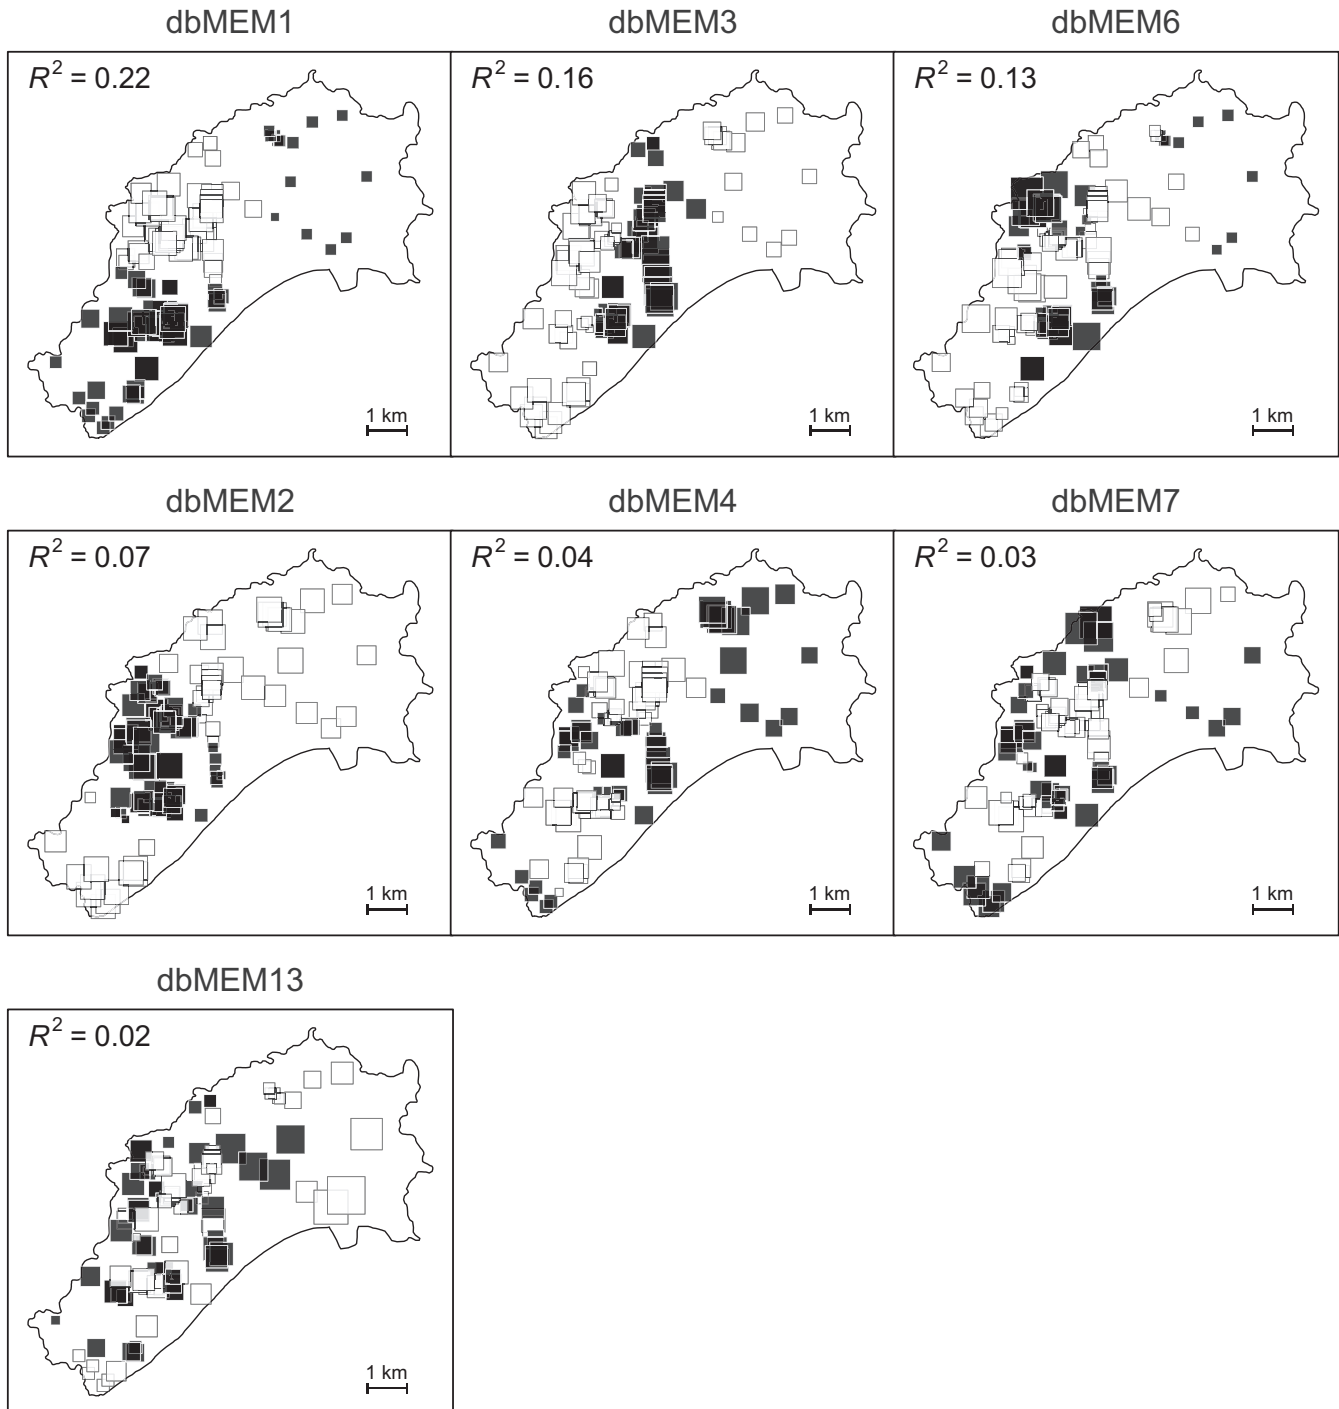 dbMEM1 dbMEM3 dbMEM6
R² = 0.22 R² = 0.16 R² = 0.13
1 km 1 km 1 km
dbMEM2 dbMEM4 dbMEM7
R² = 0.07 R² = 0.04 R² = 0.03
1 km 1 km 1 km
dbMEM13
R² = 0.02
1 km